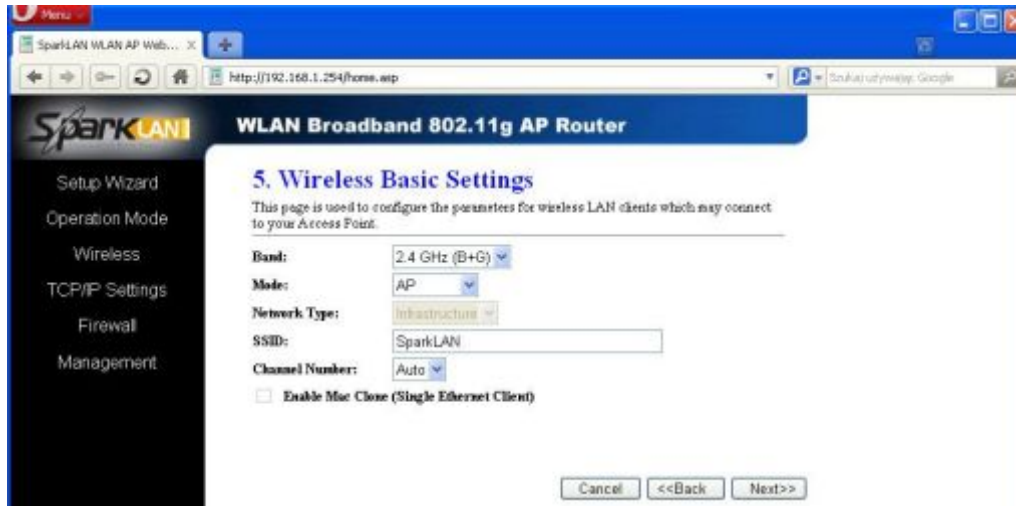 Menu
SparkLAN WLAN AP Web...
http://192.168.1.254/home.asp
Szukaj używając Google
SparkLAN
WLAN Broadband 802.11g AP Router
Setup Wizard
Operation Mode
Wireless
TCP/IP Settings
Firewall
Management
5. Wireless Basic Settings
This page is used to configure the parameters for wireless LAN clients which may connect
to your Access Point.
Band: 2.4 GHz (B+G)
Mode: AP
Network Type: Infrastructure
SSID: SparkLAN
Channel Number: Auto
Enable Mac Clone (Single Ethernet Client)
Cancel <<Back Next>>